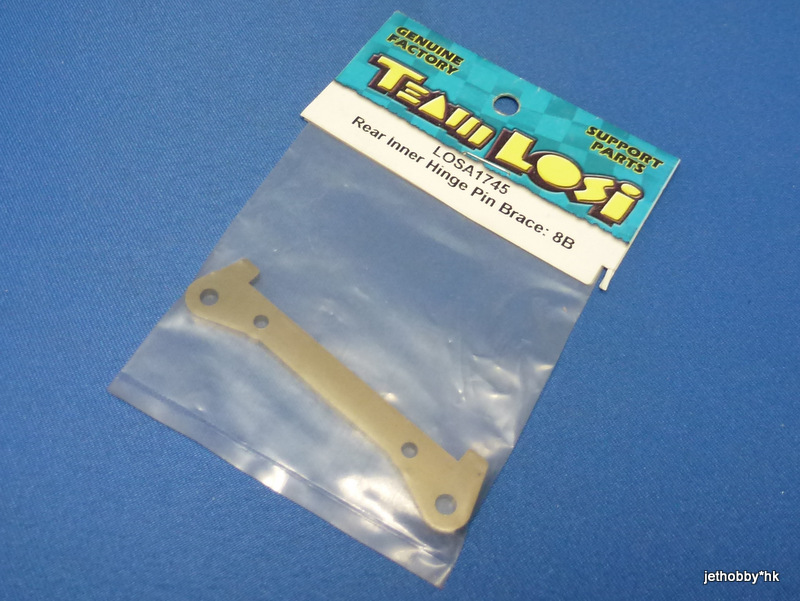 GENUINE
FACTORY
TEAM LOSI
SUPPORT
PARTS
LOSA1745
Rear Inner Hinge Pin Brace: 8B
jethobby*hk